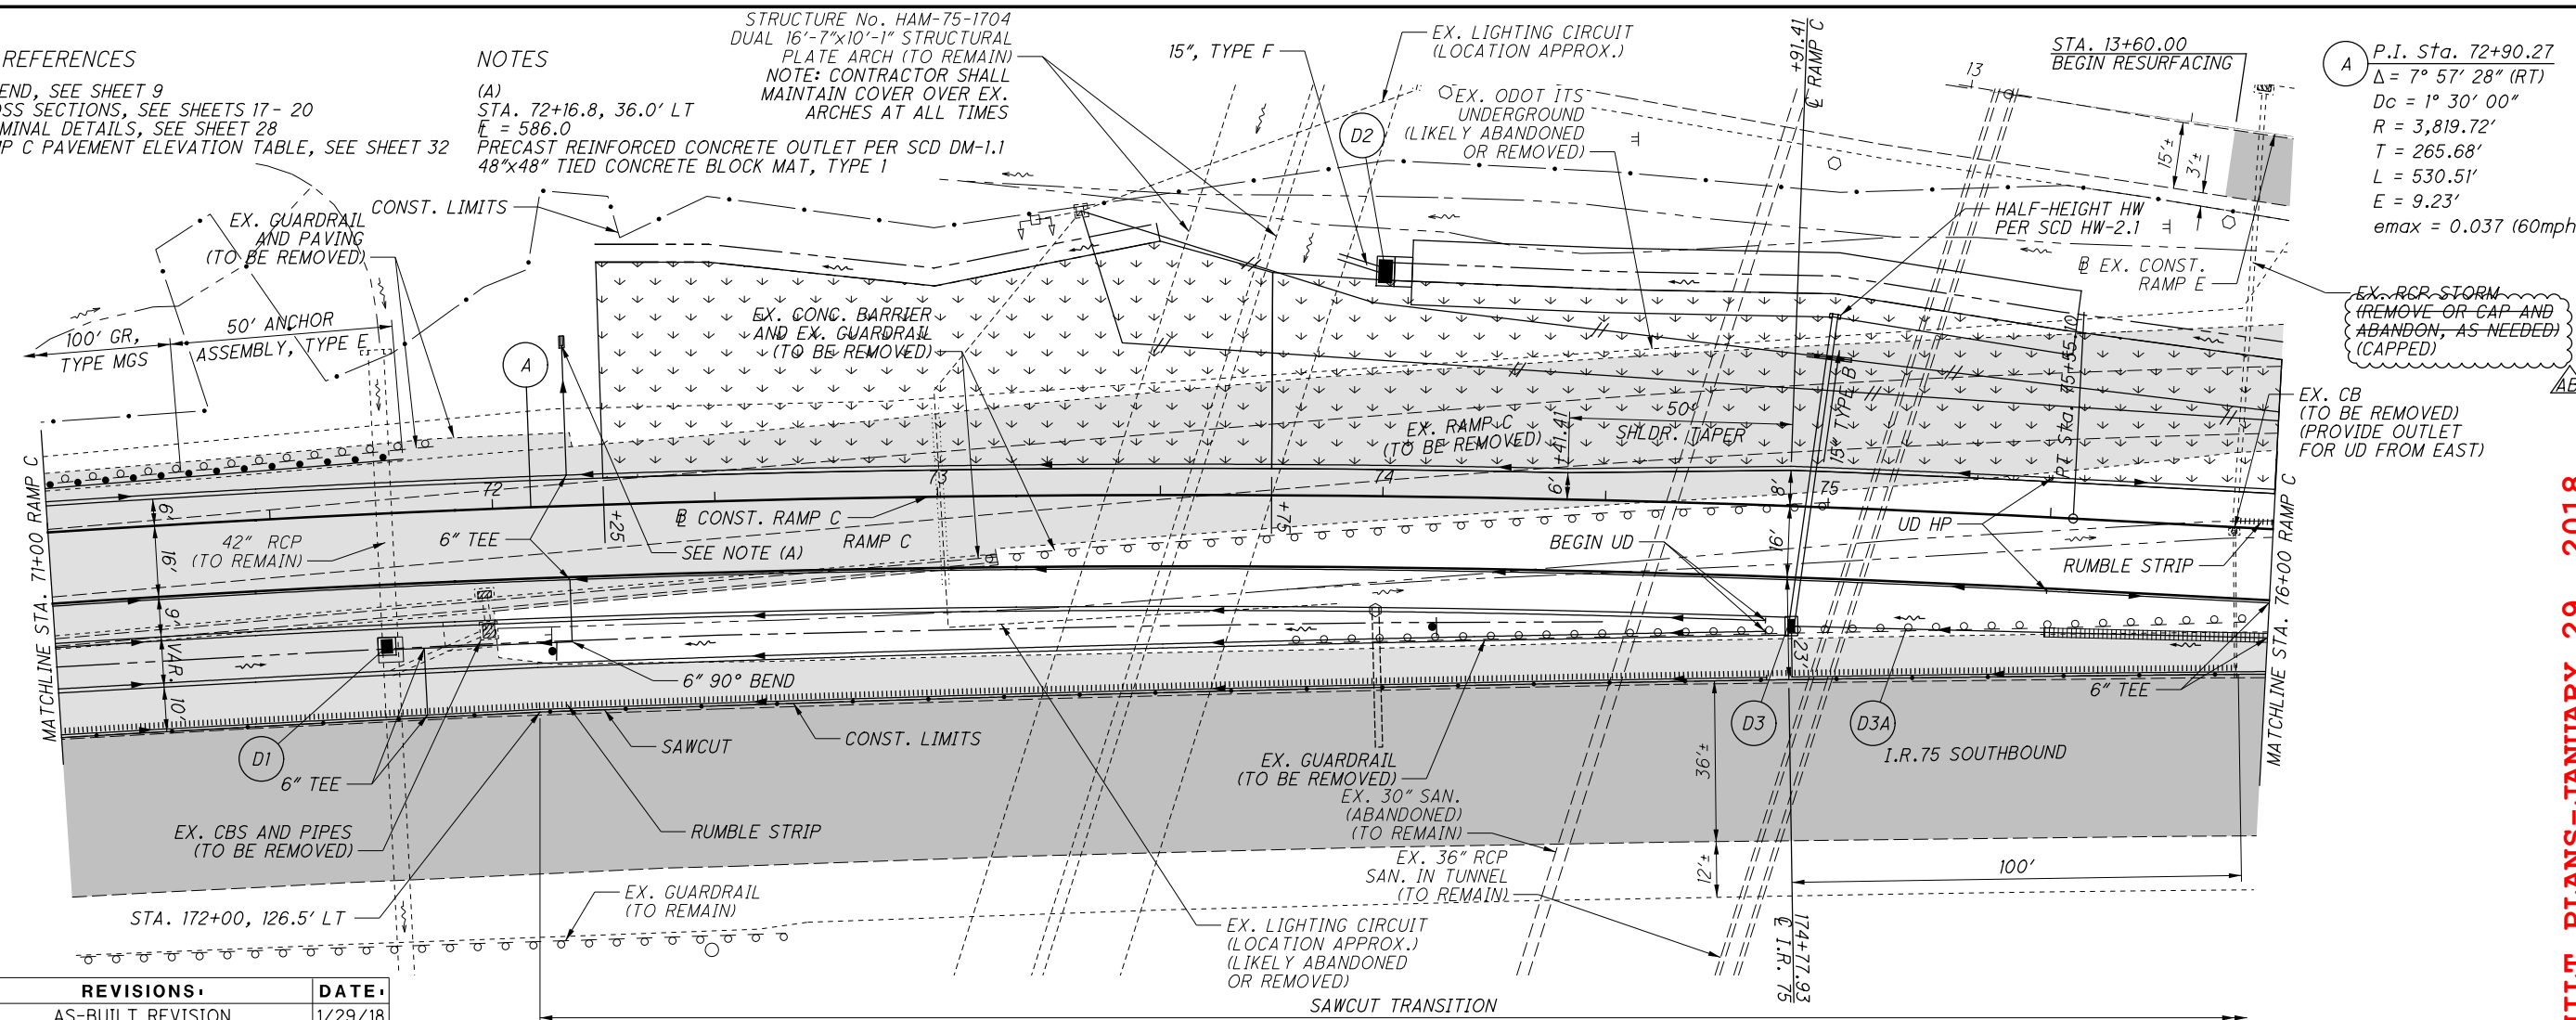 REFERENCES
END, SEE SHEET 9
OSS SECTIONS, SEE SHEETS 17- 20
MINAL DETAILS, SEE SHEET 28
P C PAVEMENT ELEVATION TABLE, SEE SHEET 32
NOTES
(A)
STA. 72+16.8, 36.0' LT
℄ = 586.0
PRECAST REINFORCED CONCRETE OUTLET PER SCD DM-1.1
48"x48" TIED CONCRETE BLOCK MAT, TYPE 1
STRUCTURE No. HAM-75-1704
DUAL 16'-7"x10'-1" STRUCTURAL
PLATE ARCH (TO REMAIN)
NOTE: CONTRACTOR SHALL
MAINTAIN COVER OVER EX.
ARCHES AT ALL TIMES
15", TYPE F
D2
EX. LIGHTING CIRCUIT
(LOCATION APPROX.)
EX. ODOT ITS
UNDERGROUND
(LIKELY ABANDONED
OR REMOVED)
+91.41
℄ RAMP C
13
STA. 13+60.00
BEGIN RESURFACING
15'±
3'±
A
P.I. Sta. 72+90.27
Δ = 7° 57' 28" (RT)
Dc = 1° 30' 00"
R = 3,819.72'
T = 265.68'
L = 530.51'
E = 9.23'
emax = 0.037 (60mph
HALF-HEIGHT HW
PER SCD HW-2.1
EX. CONST.
RAMP E
EX. RCP STORM
(REMOVE OR CAP AND
ABANDON, AS NEEDED)
(CAPPED)
AB
EX. CB
(TO BE REMOVED)
(PROVIDE OUTLET
FOR UD FROM EAST)
CONST. LIMITS
EX. GUARDRAIL
AND PAVING
(TO BE REMOVED)
100' GR,
TYPE MGS
50' ANCHOR
ASSEMBLY, TYPE E
A
EX. CONC. BARRIER
AND EX. GUARDRAIL
(TO BE REMOVED)
EX. RAMP C
(TO BE REMOVED)
+41.41
50'
SHLDR. TAPER
15" TYPE B
PT Sta. 75+55.10
MATCHLINE STA. 71+00 RAMP C
72
73
74
75
6'
16'
9'
VAR.
10'
42" RCP
(TO REMAIN)
6" TEE
+25
CONST. RAMP C
RAMP C
SEE NOTE (A)
+75
6'
8'
16'
BEGIN UD
UD HP
RUMBLE STRIP
MATCHLINE STA. 76+00 RAMP C
6" 90° BEND
23'
6" TEE
D1
6" TEE
SAWCUT
CONST. LIMITS
D3
D3A
I.R.75 SOUTHBOUND
EX. GUARDRAIL
(TO BE REMOVED)
36'±
EX. CBS AND PIPES
(TO BE REMOVED)
RUMBLE STRIP
EX. 30" SAN.
(ABANDONED)
(TO REMAIN)
EX. 36" RCP
SAN. IN TUNNEL
(TO REMAIN)
12'±
100'
STA. 172+00, 126.5' LT
EX. GUARDRAIL
(TO REMAIN)
EX. LIGHTING CIRCUIT
(LOCATION APPROX.)
(LIKELY ABANDONED
OR REMOVED)
174+77.93
℄ I.R. 75
SAWCUT TRANSITION
REVISIONS: DATE:
AS-BUILT REVISION 1/29/18
UILT PLANS-JANUARY 29, 2018